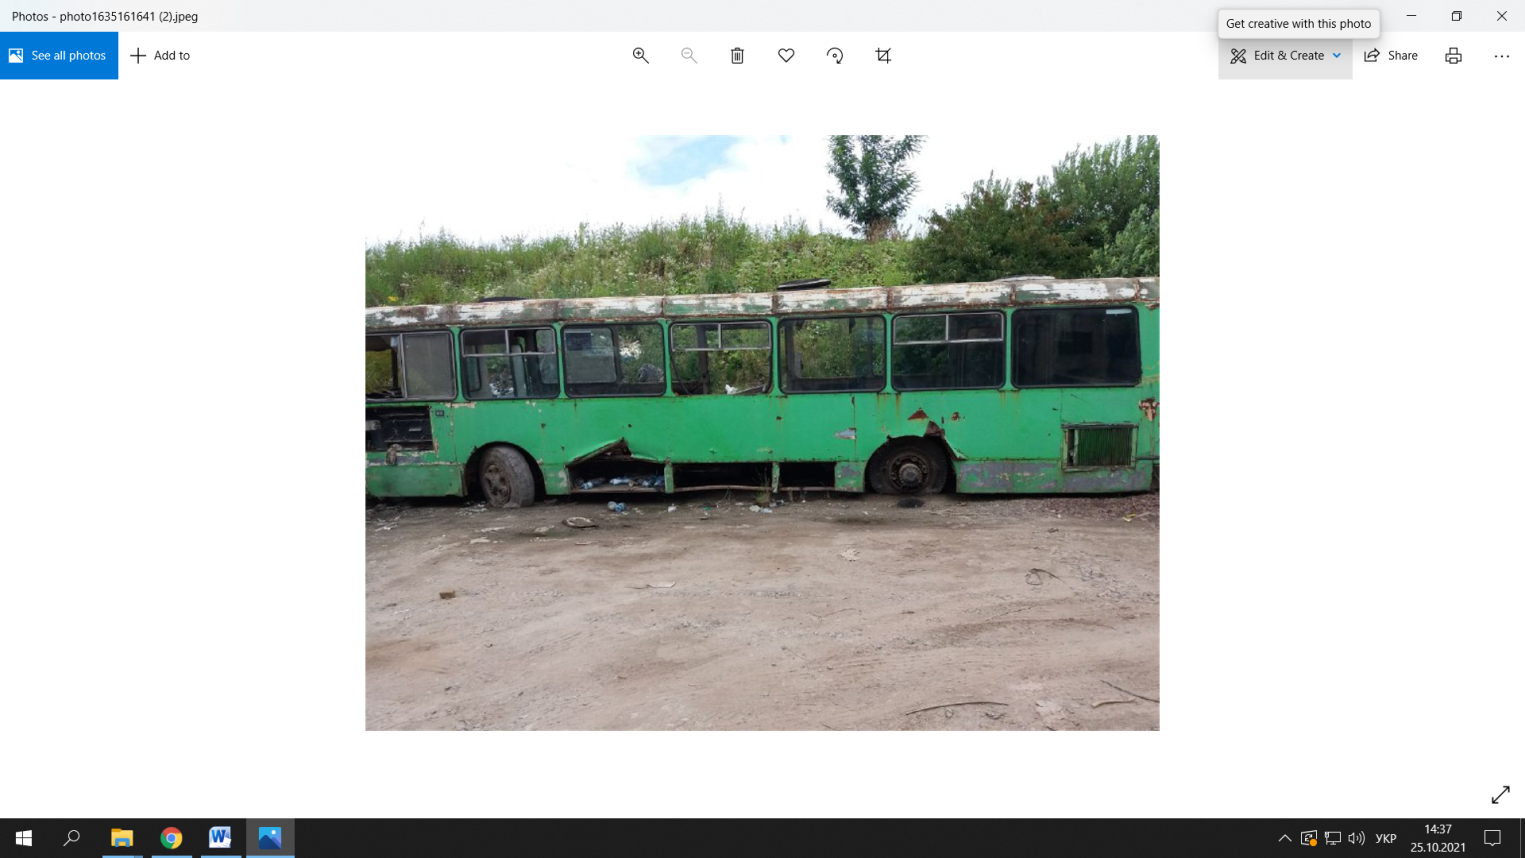 Photos - photo1635161641 (2).jpeg
Get creative with this photo
See all photos
Add to
Edit & Create
Share
УКР
14:37
25.10.2021